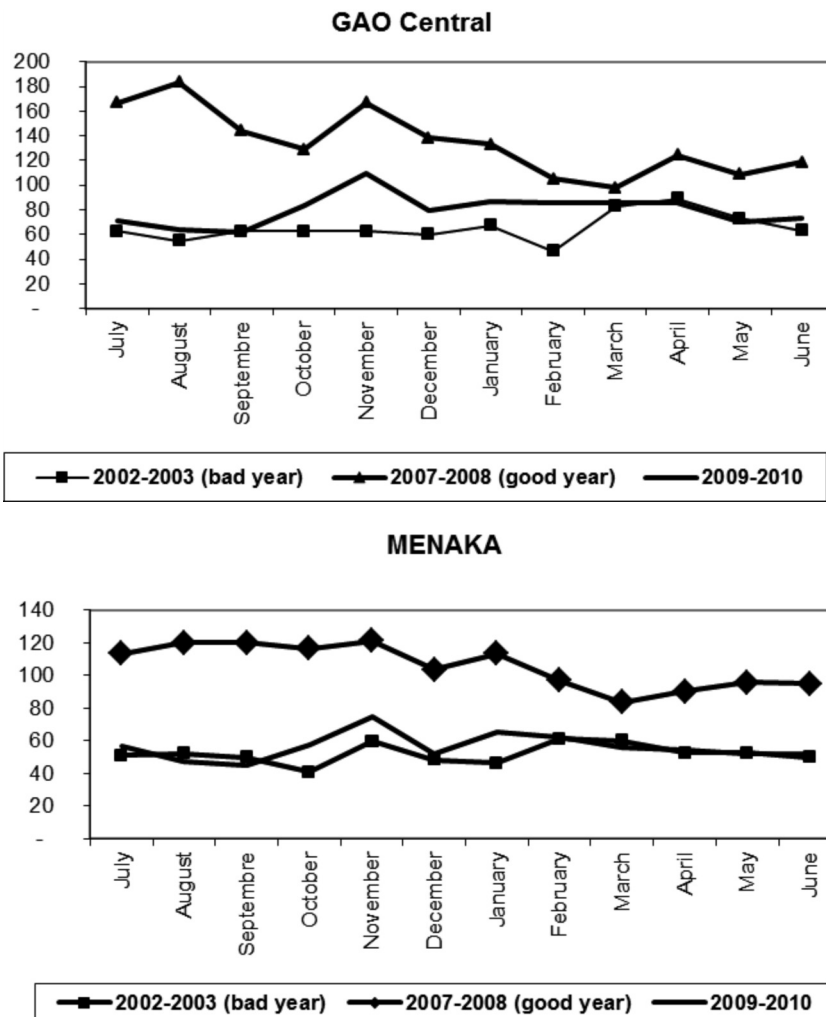 GAO Central
200
180
160
140
120
100
80
60
40
20
-
July
August
Septembre
October
November
December
January
February
March
April
May
June
2002-2003 (bad year) 2007-2008 (good year) 2009-2010
MENAKA
140
120
100
80
60
40
20
-
July
August
Septembre
October
November
December
January
February
March
April
May
June
2002-2003 (bad year) 2007-2008 (good year) 2009-2010